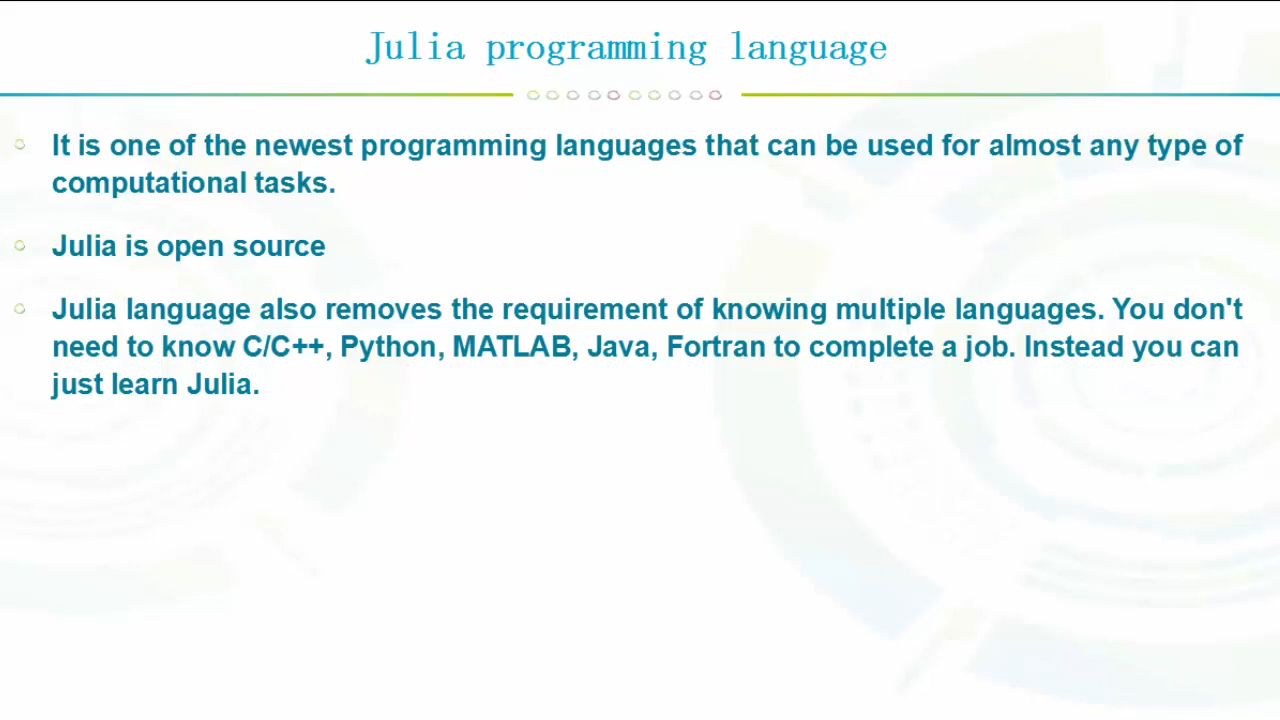 Julia programming language
It is one of the newest programming languages that can be used for almost any type of
computational tasks.
Julia is open source
Julia language also removes the requirement of knowing multiple languages. You don't
need to know C/C++, Python, MATLAB, Java, Fortran to complete a job. Instead you can
just learn Julia.